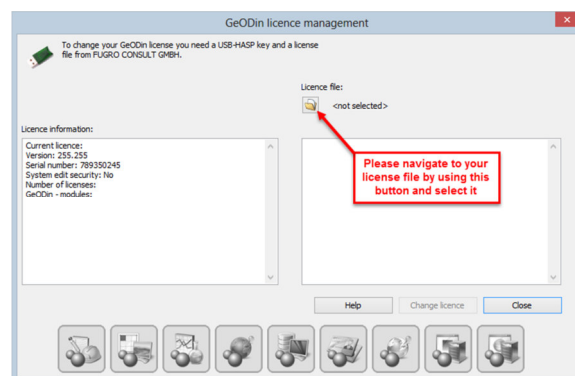 GeODin licence management
To change your GeODin license you need a USB-HASP key and a license
file from FUGRO CONSULT GMBH.
Licence file:
<not selected>
Licence information:
Current licence:
Version: 255.255
Serial number: 789350245
System edit security: No
Number of licenses:
GeODin - modules:
Please navigate to your
license file by using this
button and select it
Help
Change licence
Close